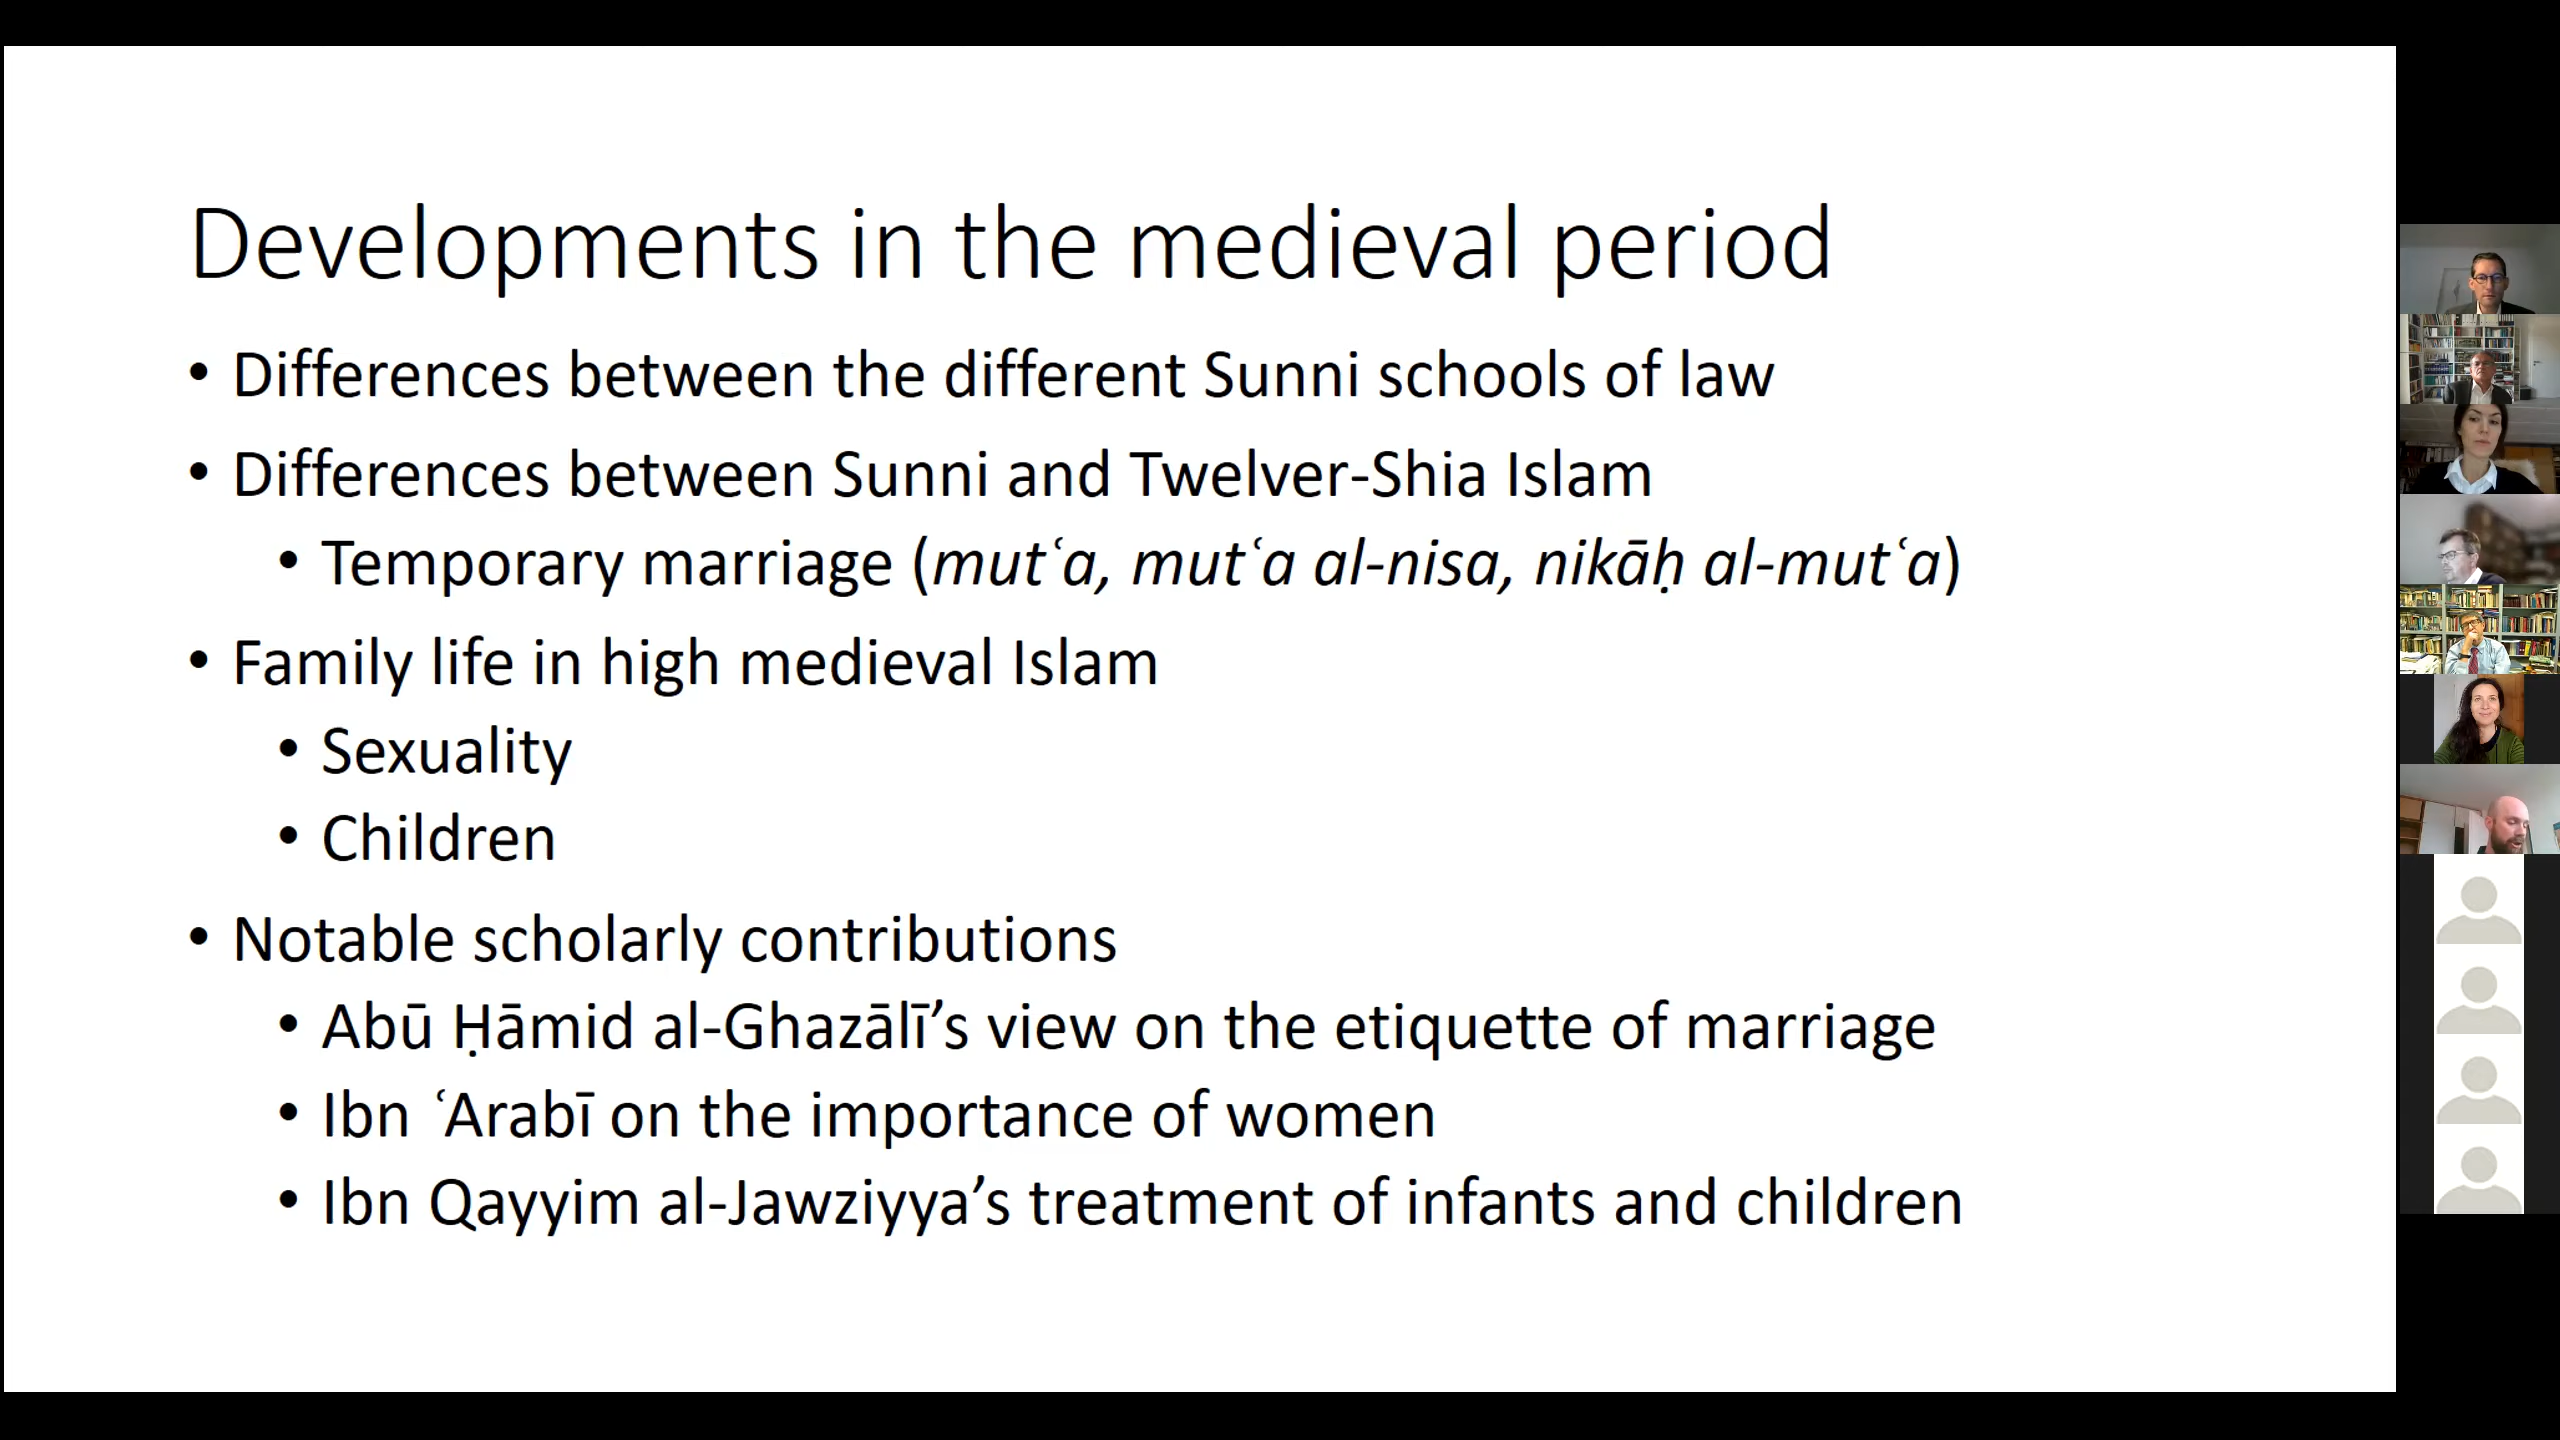 Developments in the medieval period
• Differences between the different Sunni schools of law
• Differences between Sunni and Twelver-Shia Islam
• Temporary marriage (mutʿa, mutʿa al-nisa, nikāḥ al-mutʿa)
• Family life in high medieval Islam
• Sexuality
• Children
• Notable scholarly contributions
• Abū Ḥāmid al-Ghazālī’s view on the etiquette of marriage
• Ibn ʿArabī on the importance of women
• Ibn Qayyim al-Jawziyya’s treatment of infants and children